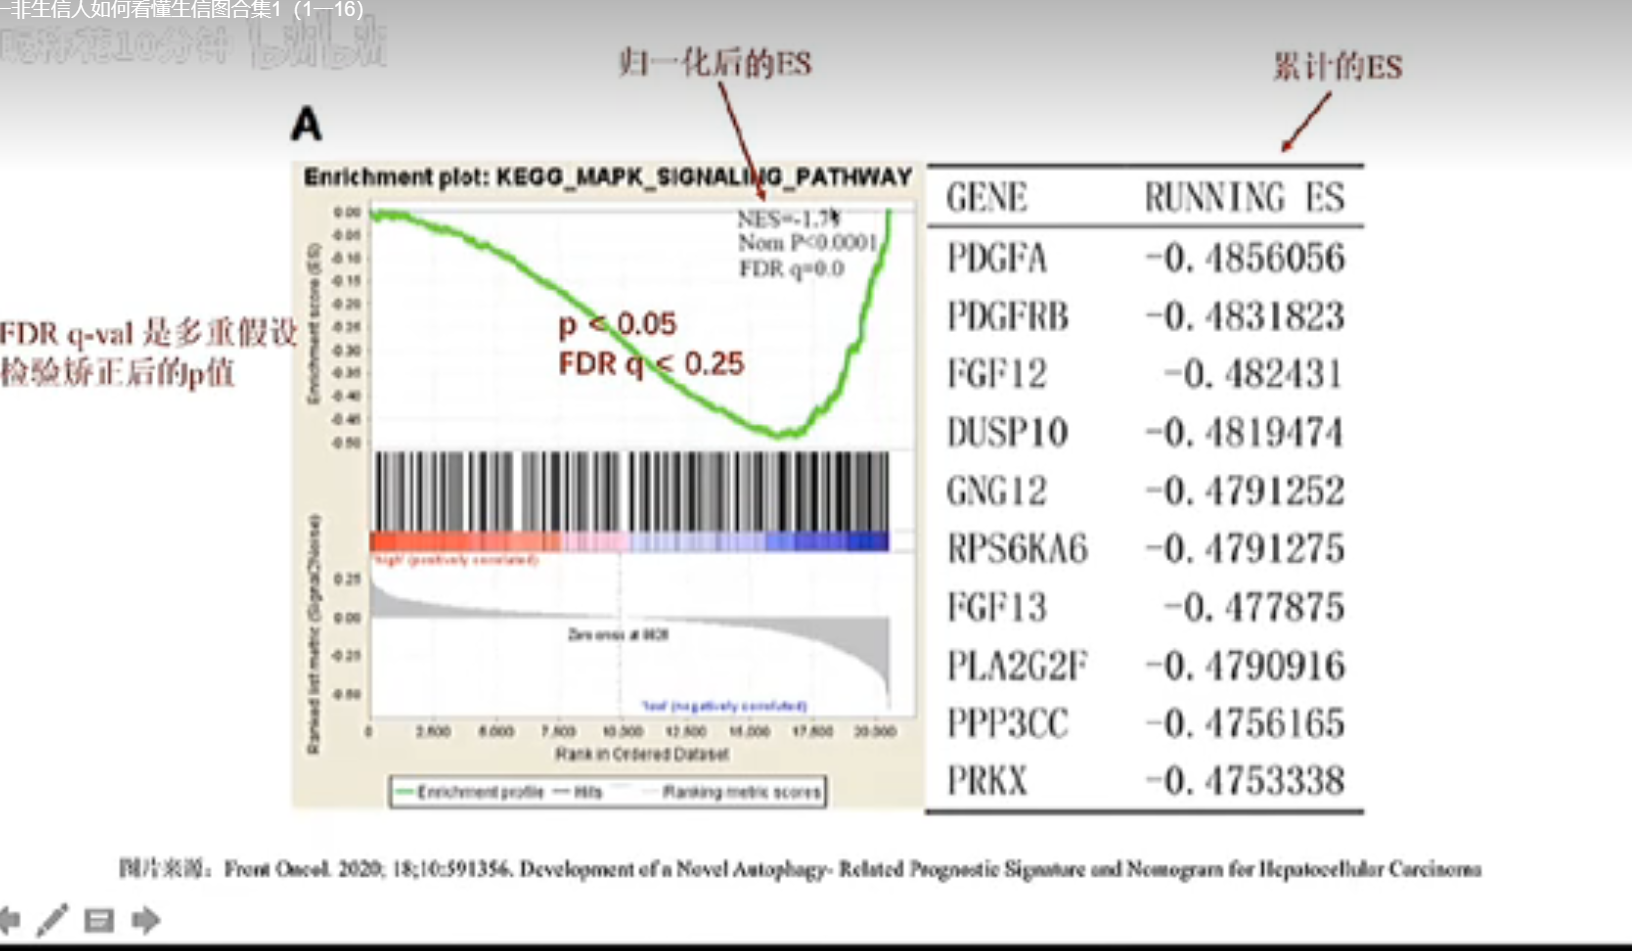 一非生信人如何看懂生信图合集1（1—16）
昵称花10分钟
归一化后的ES
累计的ES
A
Enrichment plot: KEGG_MAPK_SIGNALING_PATHWAY
NES=-1.7
Nom P<0.0001
FDR q=0.0
p < 0.05
FDR q < 0.25
FDR q-val 是多重假设
检验矫正后的p值
Enrichment score (ES)
0.00
-0.05
-0.10
-0.15
-0.20
-0.25
-0.30
-0.35
-0.40
-0.45
-0.50
'high' (positively correlated)
Ranked list metric (Signal2Noise)
0.25
0.00
-0.25
-0.50
Zero cross at
'low' (negatively correlated)
0 2,500 5,000 7,500 10,000 12,500 15,000 17,500 20,000
Rank in Ordered Dataset
Enrichment profile Hits Ranking metric scores
GENE RUNNING ES
PDGFA -0.4856056
PDGFRB -0.4831823
FGF12 -0.482431
DUSP10 -0.4819474
GNG12 -0.4791252
RPS6KA6 -0.4791275
FGF13 -0.477875
PLA2G2F -0.4790916
PPP3CC -0.4756165
PRKX -0.4753338
图片来源：Front Oncol. 2020; 18;10:591356. Development of a Novel Autophagy- Related Prognostic Signature and Nomogram for Hepatocellular Carcinoma